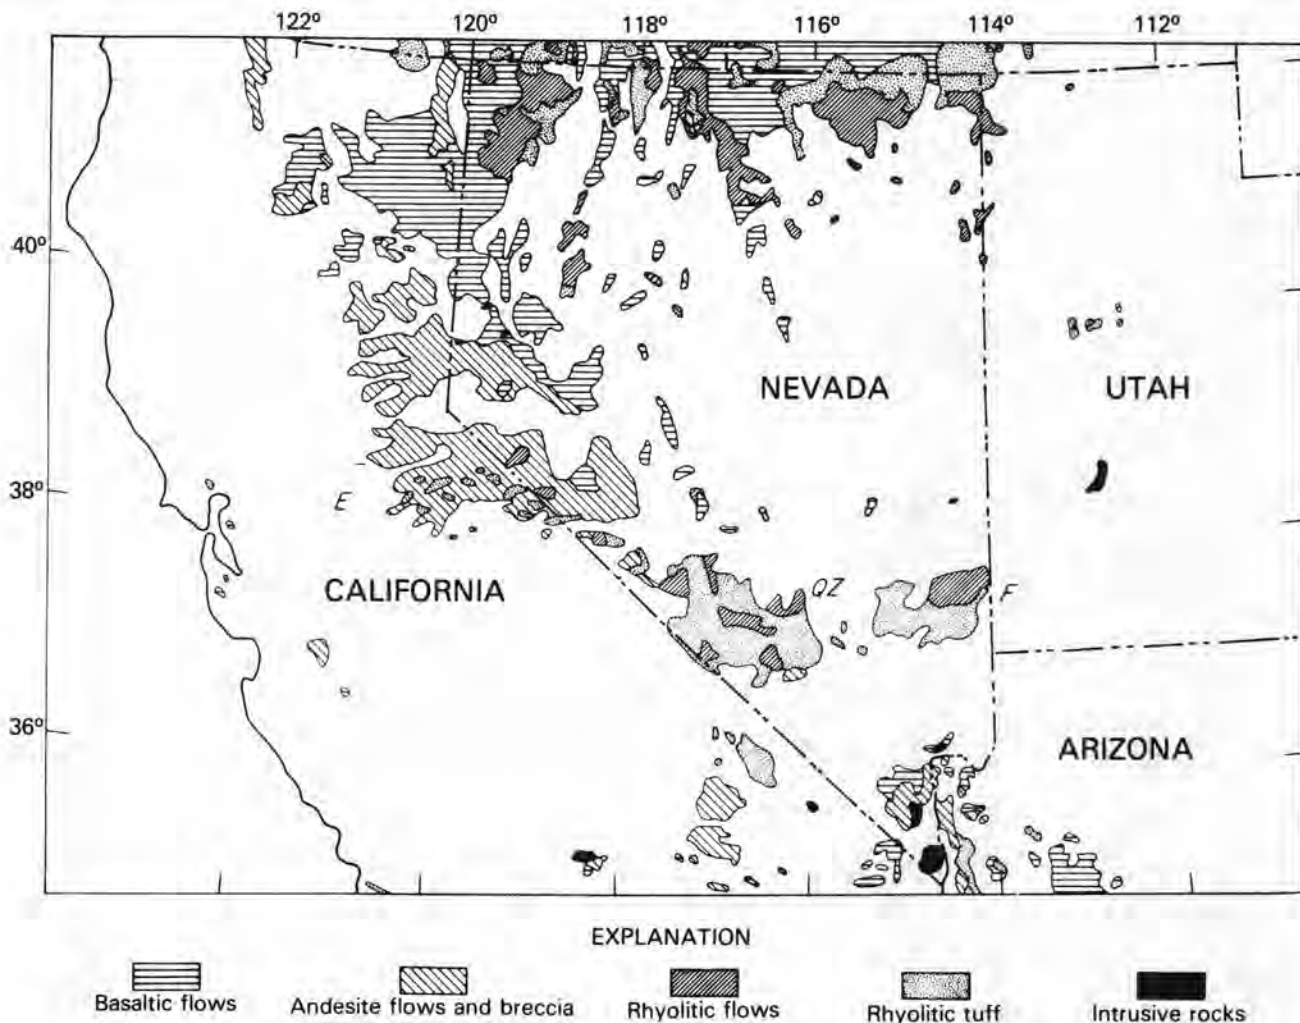 122° 120° 118° 116° 114° 112°
40°
NEVADA UTAH
38°
E
CALIFORNIA
QZ F
36°
ARIZONA
EXPLANATION
Basaltic flows Andesite flows and breccia Rhyolitic flows Rhyolitic tuff Intrusive rocks